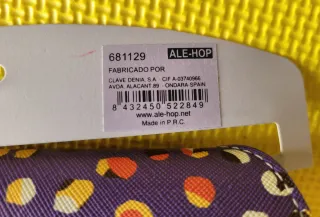 681129 ALE-HOP
FABRICADO POR
CLAVE DENIA. S.A. CIF A-03740966
AVDA. ALACANT 89 · ONDARA SPAIN
8 432450 522849
www.ale-hop.net
Made in P.R.C.